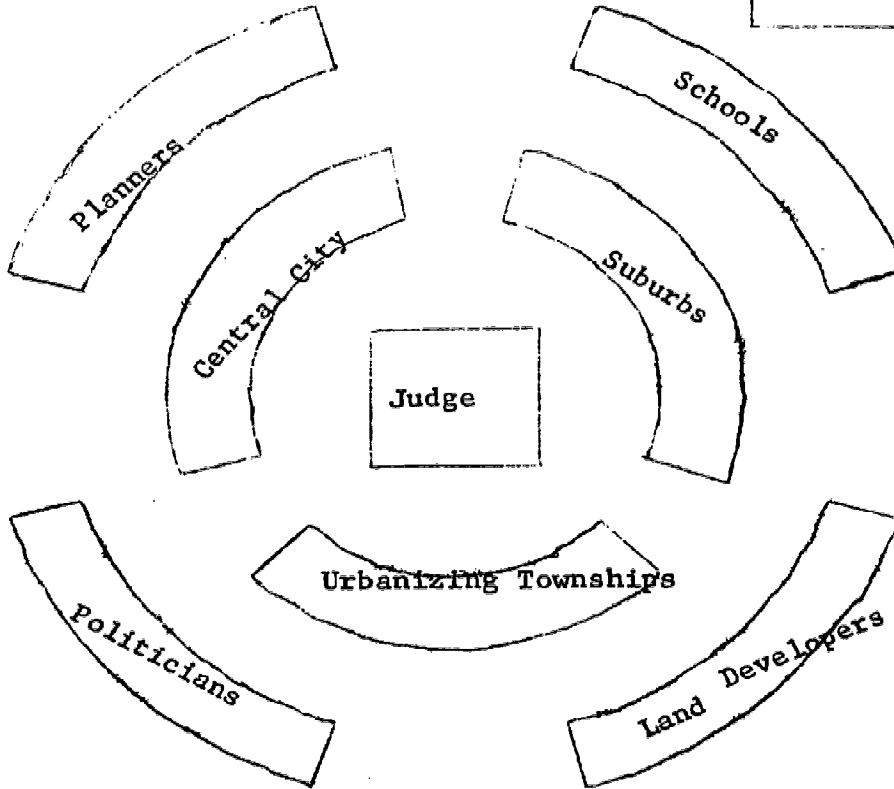 Schools
Planners
Central City
Suburbs
Judge
Urbanizing Townships
Politicians
Land Developers